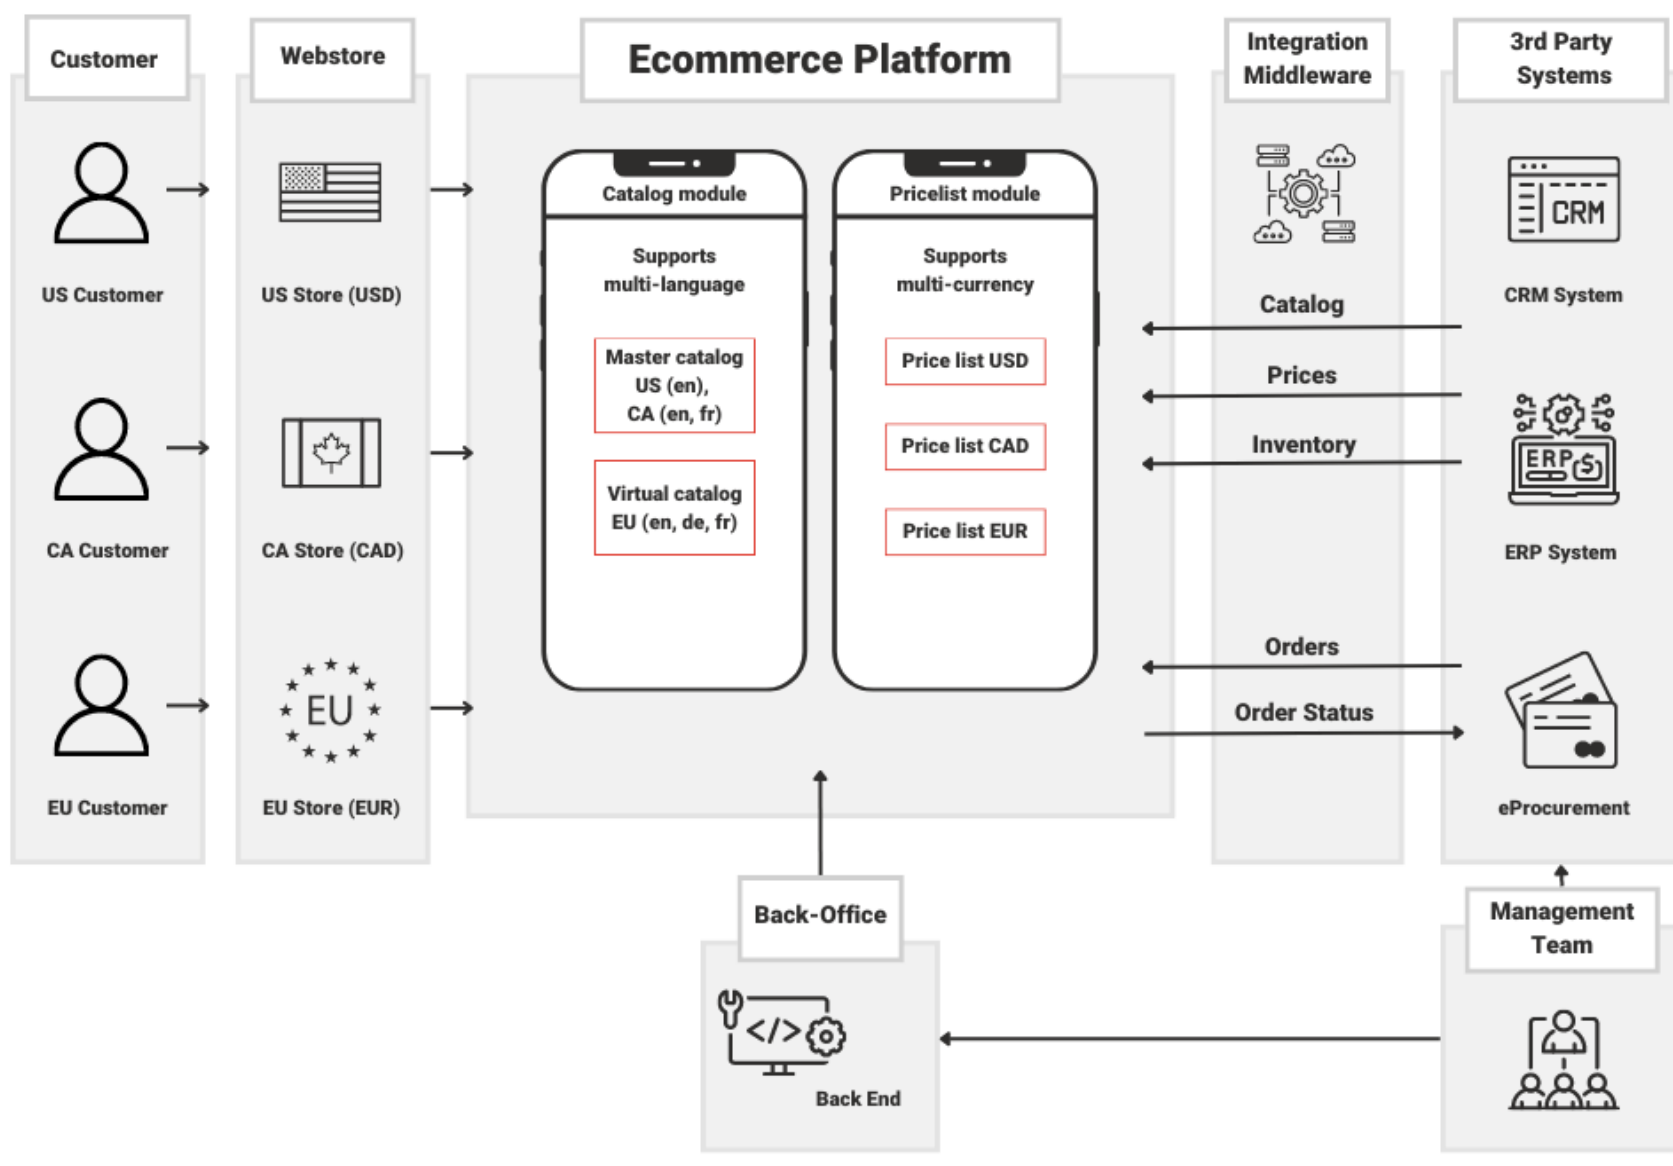 Customer
US Customer
CA Customer
EU Customer
Webstore
US Store (USD)
CA Store (CAD)
EU
EU Store (EUR)
Ecommerce Platform
Catalog module
Supports
multi-language
Master catalog
US (en),
CA (en, fr)
Virtual catalog
EU (en, de, fr)
Pricelist module
Supports
multi-currency
Price list USD
Price list CAD
Price list EUR
Integration
Middleware
Catalog
Prices
Inventory
Orders
Order Status
3rd Party
Systems
CRM
CRM System
ERP
$
ERP System
eProcurement
Back-Office
</>
Back End
Management
Team